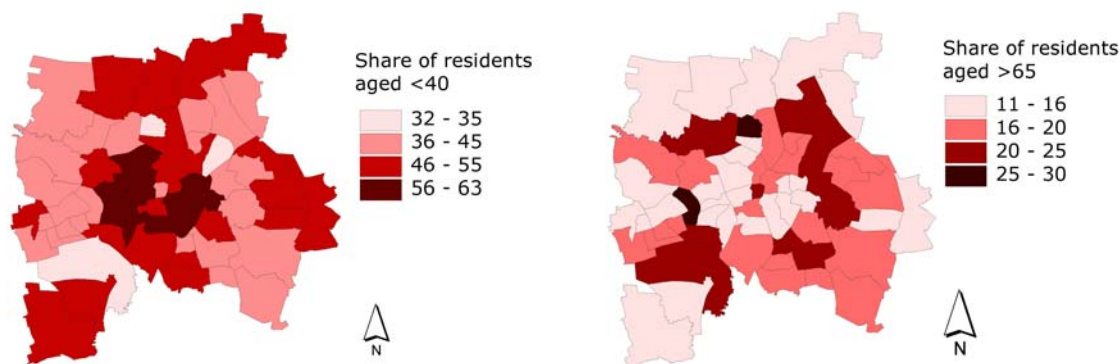 Share of residents
aged <40
32 - 35
36 - 45
46 - 55
56 - 63
N
Share of residents
aged >65
11 - 16
16 - 20
20 - 25
25 - 30
N